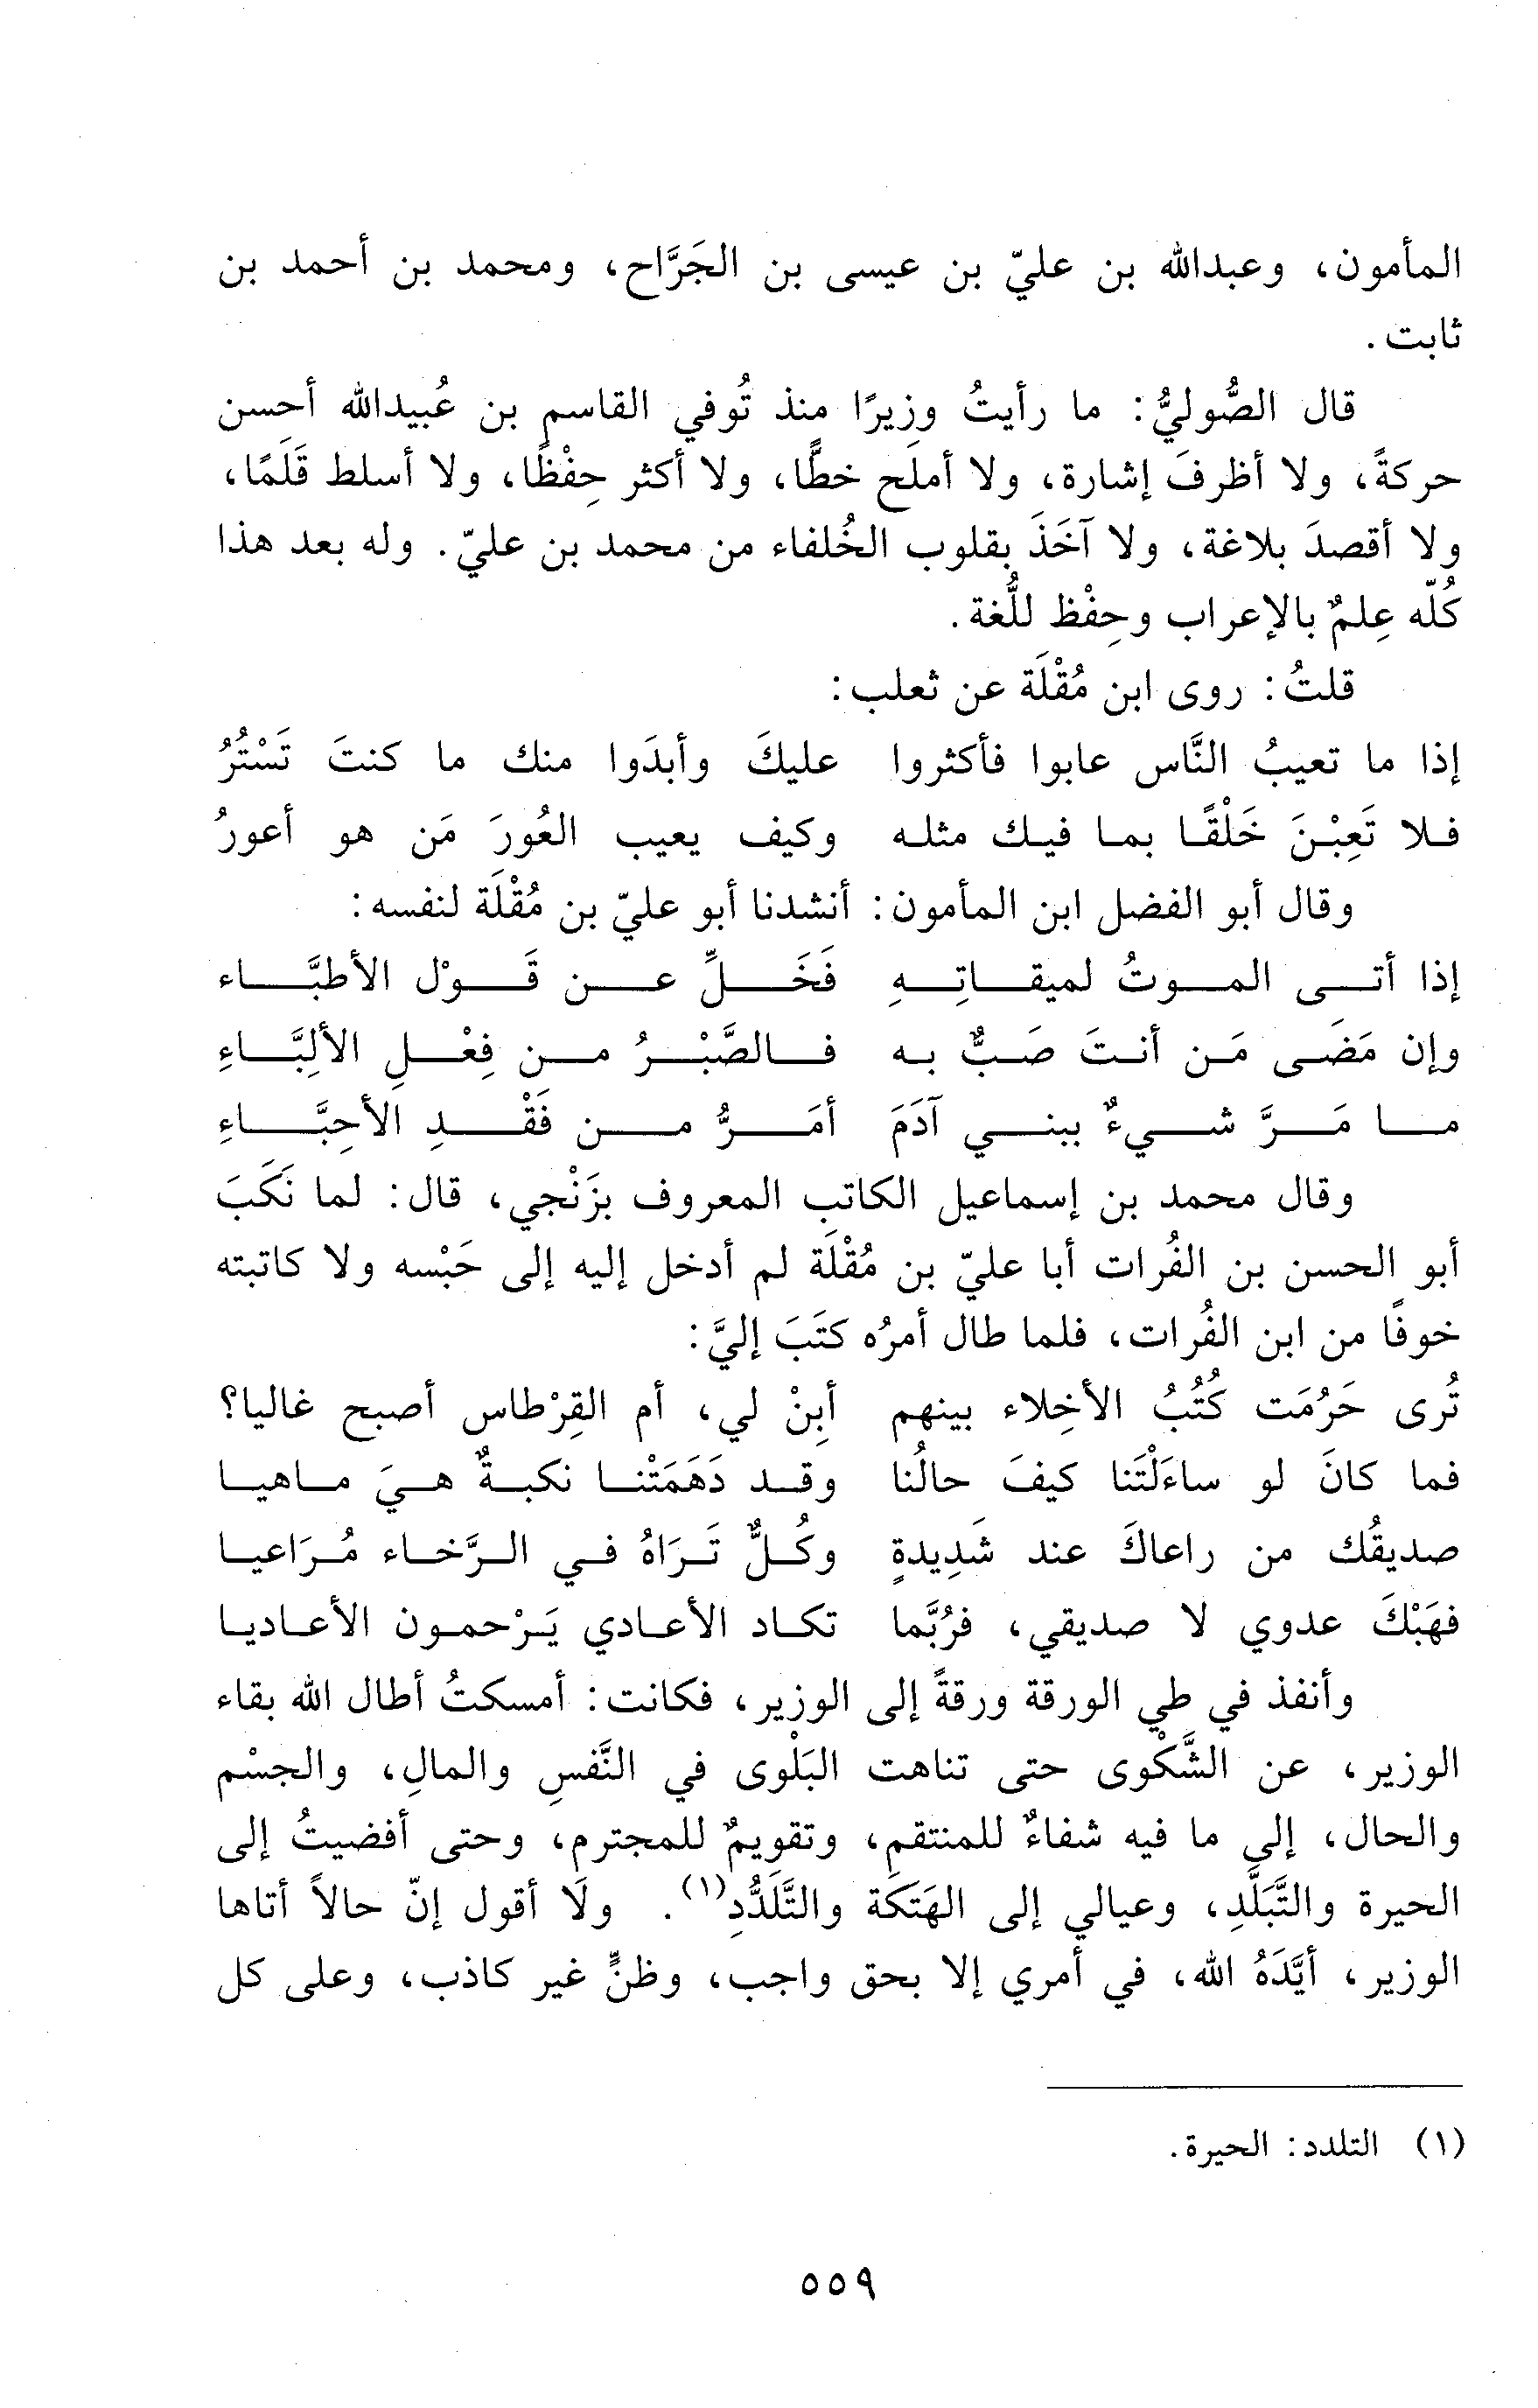 المأمون، وعبدالله بن عليّ بن عيسى بن الجَرَّاح، ومحمد بن أحمد بن
ثابت.
قال الصُّوليُّ: ما رأيتُ وزيرًا منذ تُوفي القاسم بن عُبيدالله أحسن
حركةً، ولا أظرفَ إشارة، ولا أملَح خطًّا، ولا أكثر حِفْظًا، ولا أسلط قَلَمًا،
ولا أقصدَ بلاغة، ولا آخَذَ بقلوب الخُلفاء من محمد بن عليّ. وله بعد هذا
كُلّه عِلمٌ بالإعراب وحِفْظ للُّغة.
قلتُ: روى ابن مُقْلَة عن ثعلب:
إذا ما تعيبُ النَّاس عابوا فأكثروا عليكَ وأبدَوا منك ما كنتَ تَسْتُرُ
فلا تَعِبْنَ خَلْقًا بما فيك مثله وكيف يعيب العُورَ مَن هو أعورُ
وقال أبو الفضل ابن المأمون: أنشدنا أبو عليّ بن مُقْلَة لنفسه:
إذا أتى الموتُ لميقاتِهِ فَخَلِّ عن قَوْل الأطبَّاء
وإن مَضَى مَن أنتَ صَبٌّ به فالصَّبْرُ من فِعْلِ الألِبَّاءِ
ما مَرَّ شيءٌ ببني آدَمَ أمَرُّ من فَقْدِ الأحِبَّاءِ
وقال محمد بن إسماعيل الكاتب المعروف بزَنْجي، قال: لما نَكَبَ
أبو الحسن بن الفُرات أبا عليّ بن مُقْلَة لم أدخل إليه إلى حَبْسه ولا كاتبته
خوفًا من ابن الفُرات، فلما طال أمرُه كتَبَ إليَّ:
تُرى حَرُمَت كُتُبُ الأخِلاء بينهم أبِنْ لي، أم القِرْطاس أصبح غاليا؟
فما كانَ لو ساءَلْتَنا كيفَ حالُنا وقد دَهَمَتْنا نكبةٌ هيَ ماهيا
صديقُك من راعاكَ عند شَدِيدةٍ وكُلٌّ تَرَاهُ في الرَّخاء مُرَاعيا
فهَبْكَ عدوي لا صديقي، فرُبَّما تكاد الأعادي يَرْحمون الأعاديا
وأنفذ في طي الورقة ورقةً إلى الوزير، فكانت: أمسكتُ أطال الله بقاء
الوزير، عن الشَّكْوى حتى تناهت البَلْوى في النَّفسِ والمالِ، والجسْم
والحال، إلى ما فيه شفاءٌ للمنتقم، وتقويمٌ للمجترم، وحتى أفضيتُ إلى
الحيرة والتَّبَلُّدِ، وعيالي إلى الهَتَكَة والتَّلَدُّدِ(١). ولَا أقول إنّ حالاً أتاها
الوزير، أيَّدَهُ الله، في أمري إلا بحق واجب، وظنٍّ غير كاذب، وعلى كل
(١) التلدد: الحيرة.
٥٥٩